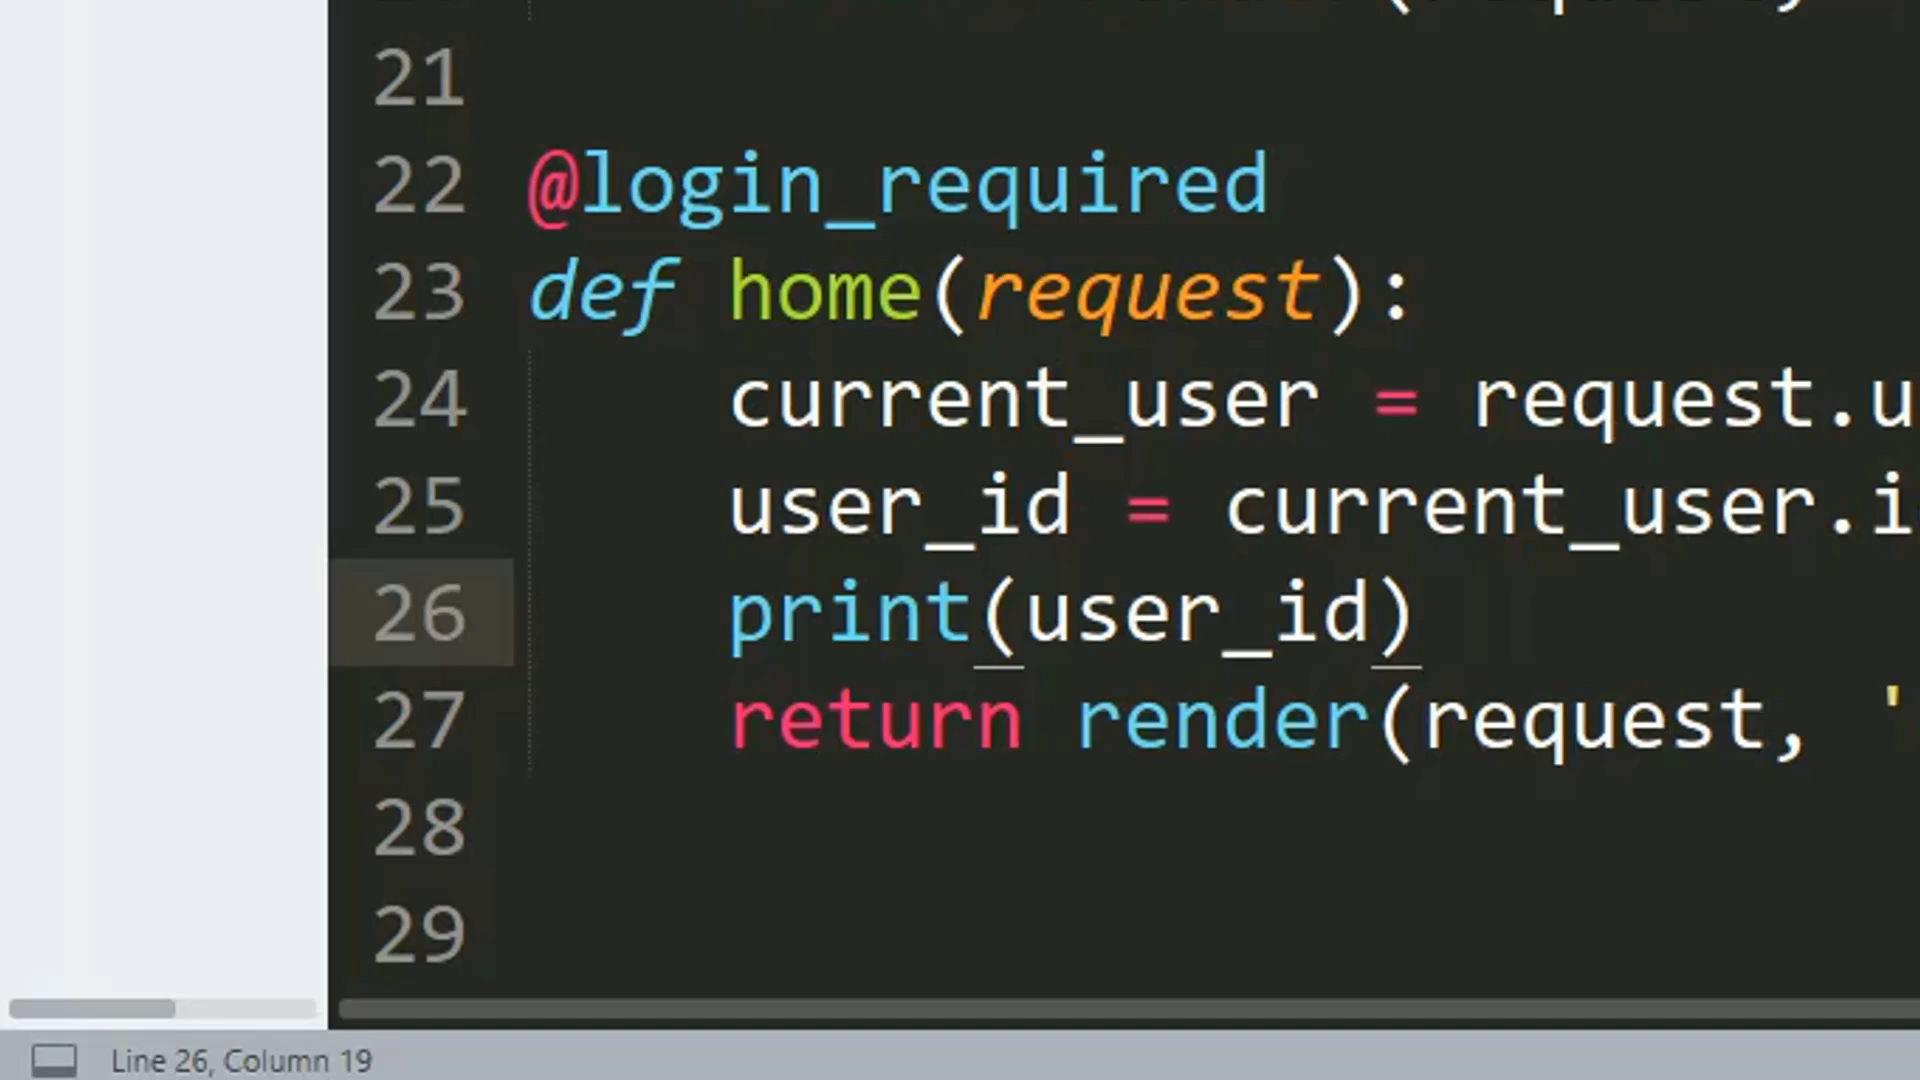 21
22 @login_required
23 def home(request):
24 current_user = request.u
25 user_id = current_user.i
26 print(user_id)
27 return render(request, '
28
29
Line 26, Column 19